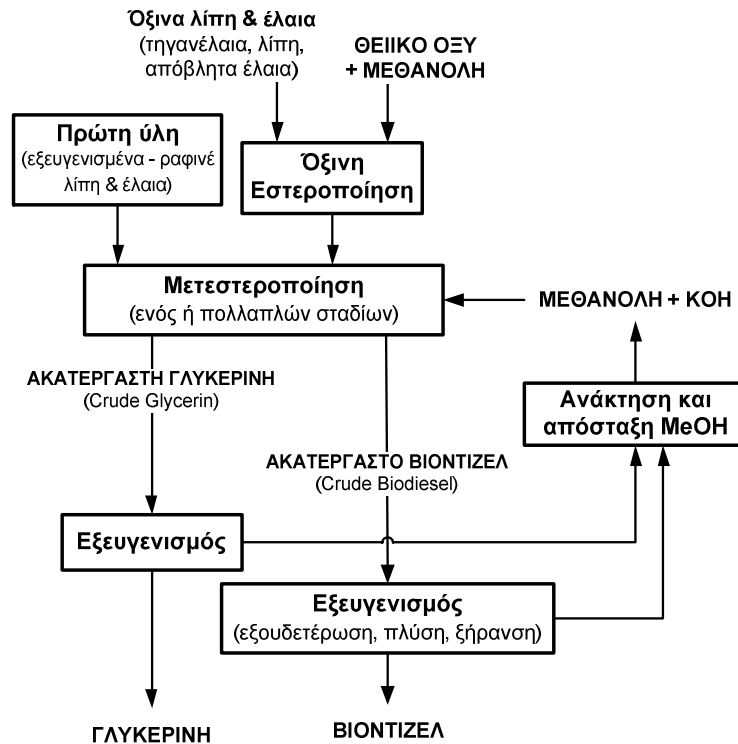 Όξινα λίπη & έλαια
(τηγανέλαια, λίπη,
απόβλητα έλαια)
ΘΕΙΙΚΟ ΟΞΥ
+ ΜΕΘΑΝΟΛΗ
Πρώτη ύλη
(εξευγενισμένα - ραφινέ
λίπη & έλαια)
Όξινη
Εστεροποίηση
Μετεστεροποίηση
(ενός ή πολλαπλών σταδίων)
ΜΕΘΑΝΟΛΗ + ΚΟΗ
ΑΚΑΤΕΡΓΑΣΤΗ ΓΛΥΚΕΡΙΝΗ
(Crude Glycerin)
Ανάκτηση και
απόσταξη MeOH
ΑΚΑΤΕΡΓΑΣΤΟ ΒΙΟΝΤΙΖΕΛ
(Crude Biodiesel)
Εξευγενισμός
Εξευγενισμός
(εξουδετέρωση, πλύση, ξήρανση)
ΓΛΥΚΕΡΙΝΗ
ΒΙΟΝΤΙΖΕΛ